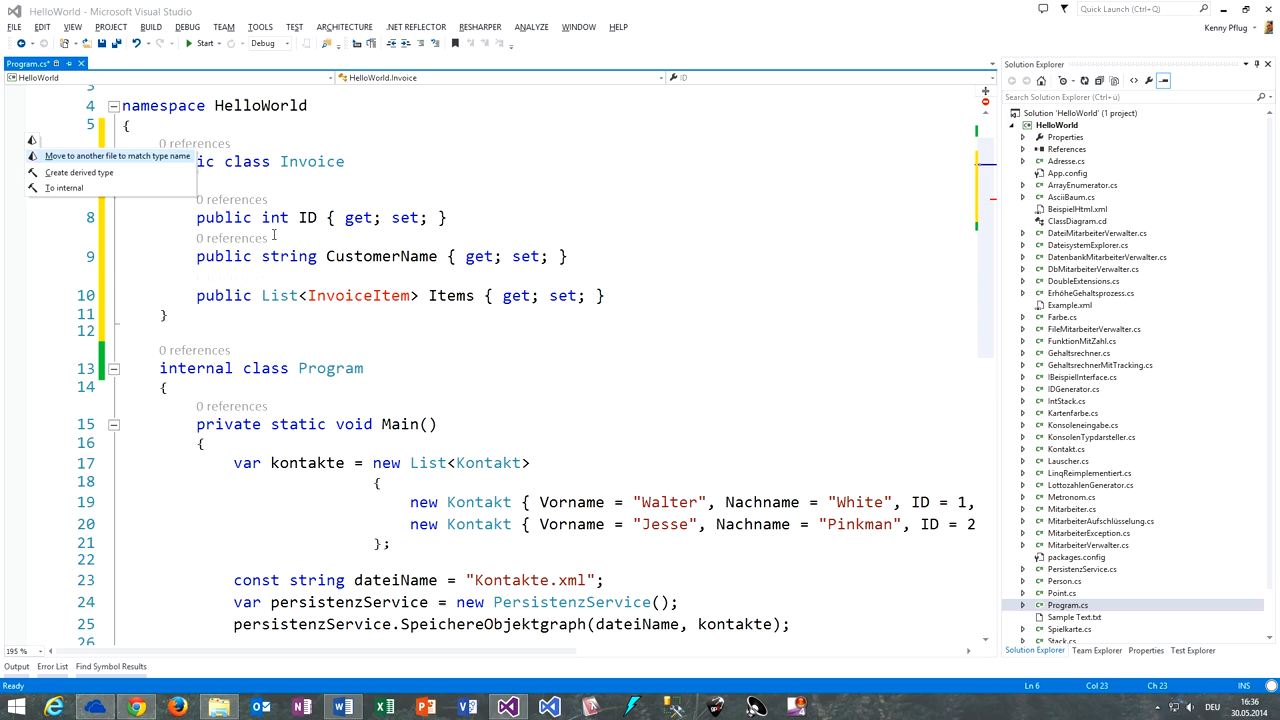 HelloWorld - Microsoft Visual Studio
Quick Launch (Ctrl+Q)
FILE EDIT VIEW PROJECT BUILD DEBUG TEAM TOOLS TEST ARCHITECTURE .NET REFLECTOR RESHARPER ANALYZE WINDOW HELP
Kenny Pflug
Start Debug
Program.cs*
HelloWorld
HelloWorld.Invoice
ID
3
4 namespace HelloWorld
5 {
0 references
Move to another file to match type name
Create derived type
To internal
ic class Invoice
0 references
8 public int ID { get; set; }
0 references
9 public string CustomerName { get; set; }
10 public List<InvoiceItem> Items { get; set; }
11 }
12
0 references
13 internal class Program
14 {
0 references
15 private static void Main()
16 {
17 var kontakte = new List<Kontakt>
18 {
19 new Kontakt { Vorname = "Walter", Nachname = "White", ID = 1,
20 new Kontakt { Vorname = "Jesse", Nachname = "Pinkman", ID = 2
21 };
22
23 const string dateiName = "Kontakte.xml";
24 var persistenzService = new PersistenzService();
25 persistenzService.SpeichereObjektgraph(dateiName, kontakte);
26
195 %
Output Error List Find Symbol Results
Ready
Ln 6 Col 23 Ch 23 INS
Solution Explorer
Search Solution Explorer (Ctrl+ü)
Solution 'HelloWorld' (1 project)
HelloWorld
Properties
References
Adresse.cs
App.config
ArrayEnumerator.cs
AsciiBaum.cs
BeispielHtml.xml
ClassDiagram.cd
DateiMitarbeiterVerwalter.cs
DateisystemExplorer.cs
DatenbankMitarbeiterVerwalter.cs
DbMitarbeiterVerwalter.cs
DoubleExtensions.cs
ErhöheGehaltsprozess.cs
Example.xml
Farbe.cs
FileMitarbeiterVerwalter.cs
FunktionMitZahl.cs
Gehaltsrechner.cs
GehaltsrechnerMitTracking.cs
IBeispielInterface.cs
IDGenerator.cs
IntStack.cs
Kartenfarbe.cs
Konsoleneingabe.cs
KonsolenTypdarsteller.cs
Kontakt.cs
Lauscher.cs
LinqReimplementiert.cs
LottozahlenGenerator.cs
Metronom.cs
Mitarbeiter.cs
MitarbeiterAufschlüsselung.cs
MitarbeiterException.cs
MitarbeiterVerwalter.cs
packages.config
PersistenzService.cs
Person.cs
Point.cs
Program.cs
Sample Text.txt
Spielkarte.cs
Stack.cs
Solution Explorer Team Explorer Properties Test Explorer
DE
16:36
30.05.2014